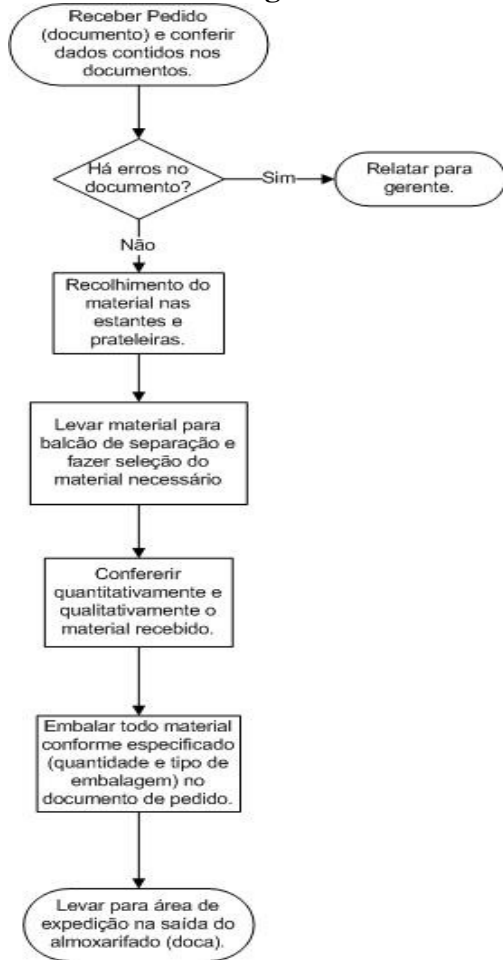 Receber Pedido
(documento) e conferir
dados contidos nos
documentos.
Há erros no
documento?
Sim
Relatar para
gerente.
Não
Recolhimento do
material nas
estantes e
prateleiras.
Levar material para
balcão de separação e
fazer seleção do
material necessário
Confererir
quantitativamente e
qualitativamente o
material recebido.
Embalar todo material
conforme especificado
(quantidade e tipo de
embalagem) no
documento de pedido.
Levar para área de
expedição na saída do
almoxarifado (doca).